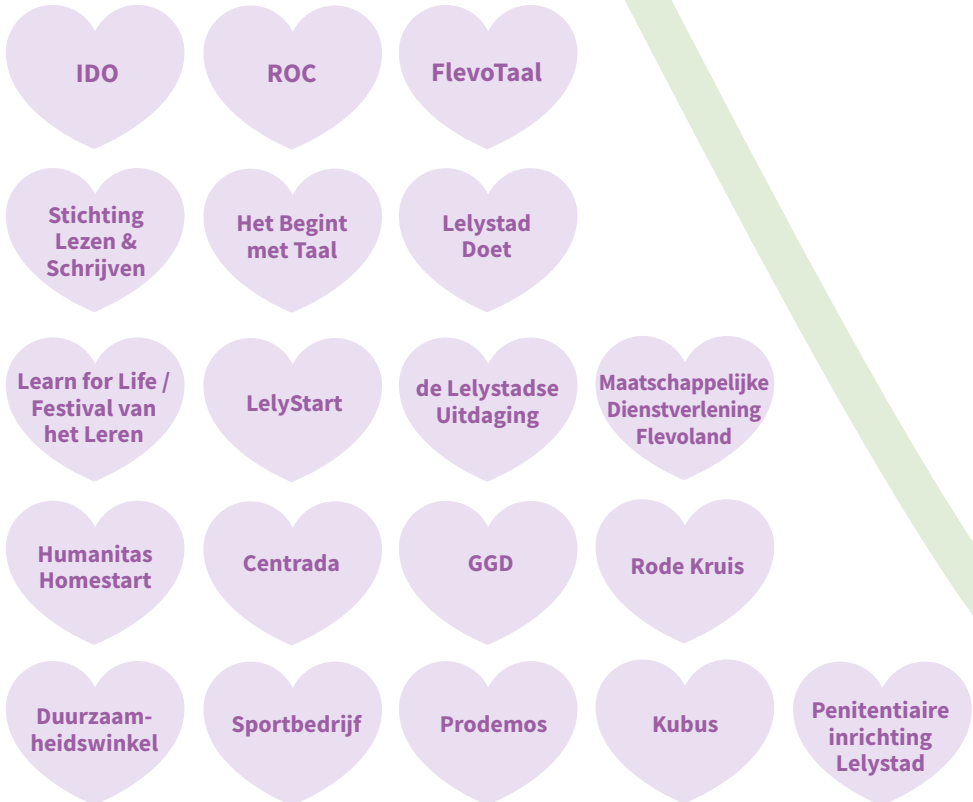 IDO
ROC
FlevoTaal
Stichting
Lezen &
Schrijven
Het Begint
met Taal
Lelystad
Doet
Learn for Life /
Festival van
het Leren
LelyStart
de Lelystadse
Uitdaging
Maatschappelijke
Dienstverlening
Flevoland
Humanitas
Homestart
Centrada
GGD
Rode Kruis
Duurzaam-
heidswinkel
Sportbedrijf
Prodemos
Kubus
Penitentiaire
inrichting
Lelystad